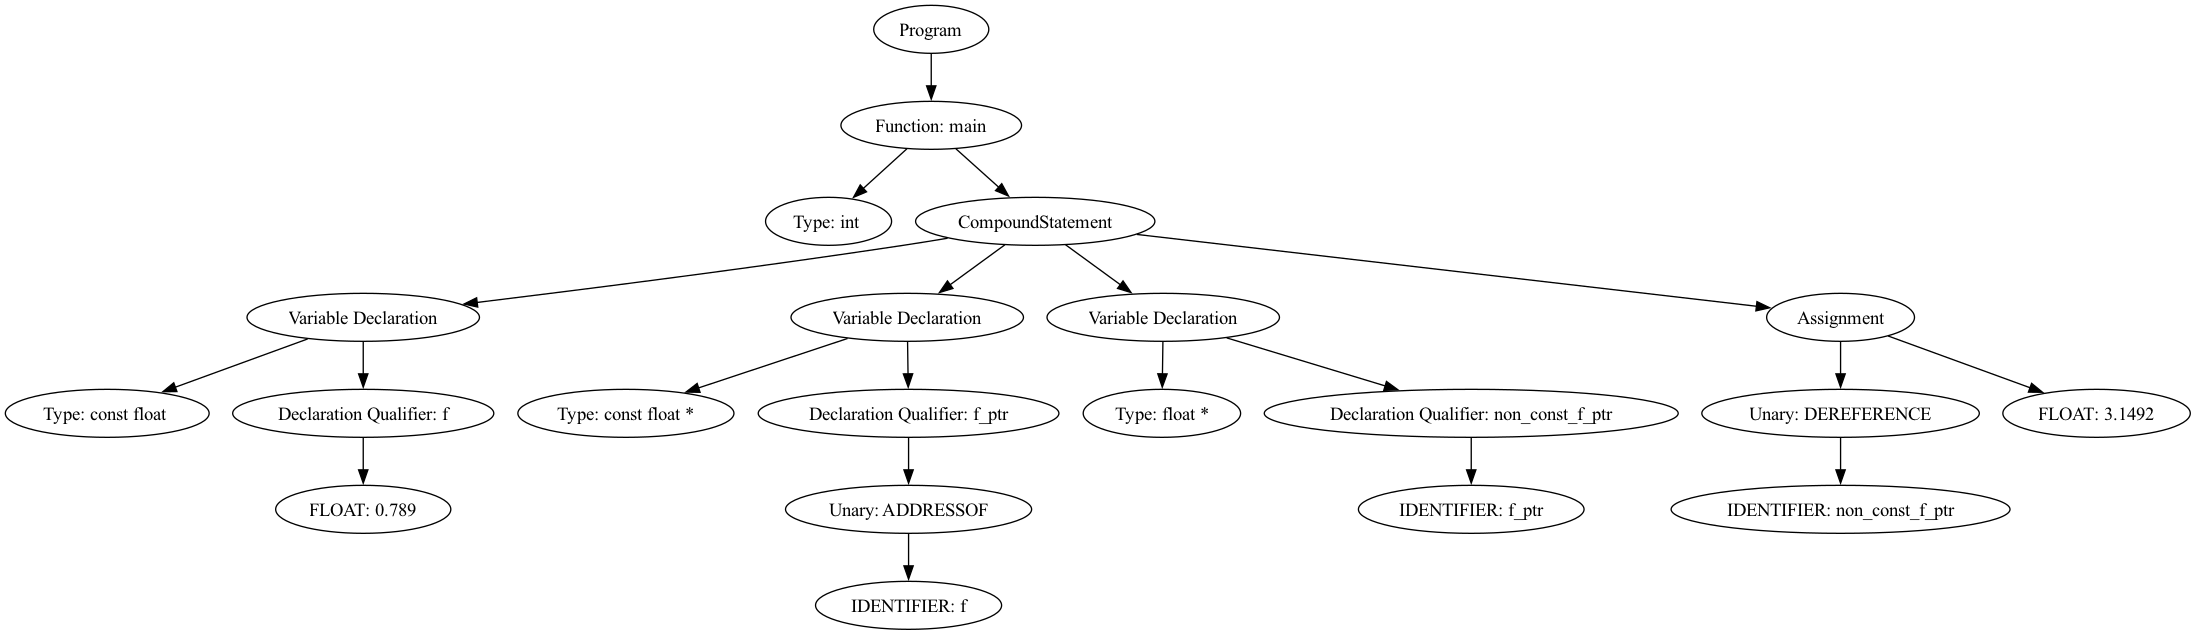 Program
Function: main
Type: int
CompoundStatement
Variable Declaration
Variable Declaration
Variable Declaration
Assignment
Type: const float
Declaration Qualifier: f
Type: const float *
Declaration Qualifier: f_ptr
Type: float *
Declaration Qualifier: non_const_f_ptr
Unary: DEREFERENCE
FLOAT: 3.1492
FLOAT: 0.789
Unary: ADDRESSOF
IDENTIFIER: f_ptr
IDENTIFIER: non_const_f_ptr
IDENTIFIER: f